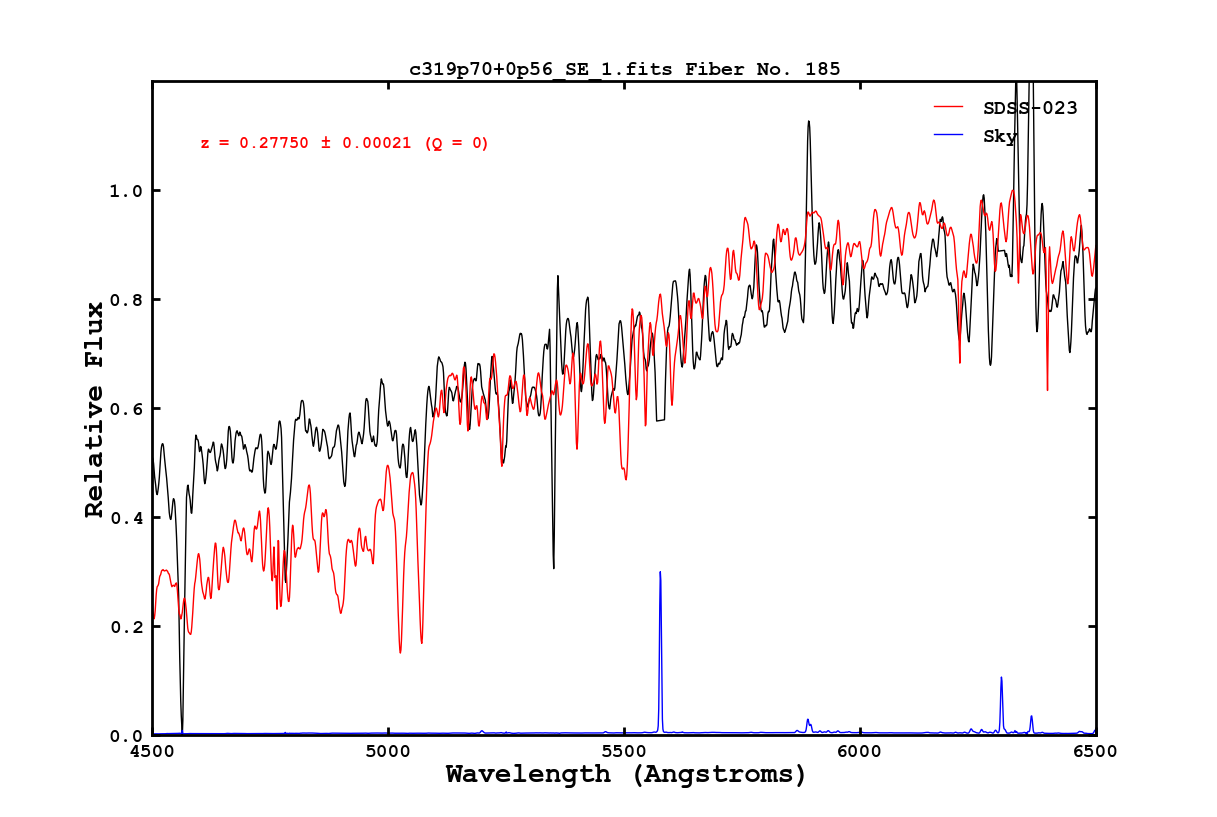 c319p70+0p56_SE_1.fits Fiber No. 185
SDSS-023
Sky
z = 0.27750 ± 0.00021 (Q = 0)
1.0
0.8
0.6
0.4
0.2
0.0
Relative Flux
4500 5000 5500 6000 6500
Wavelength (Angstroms)